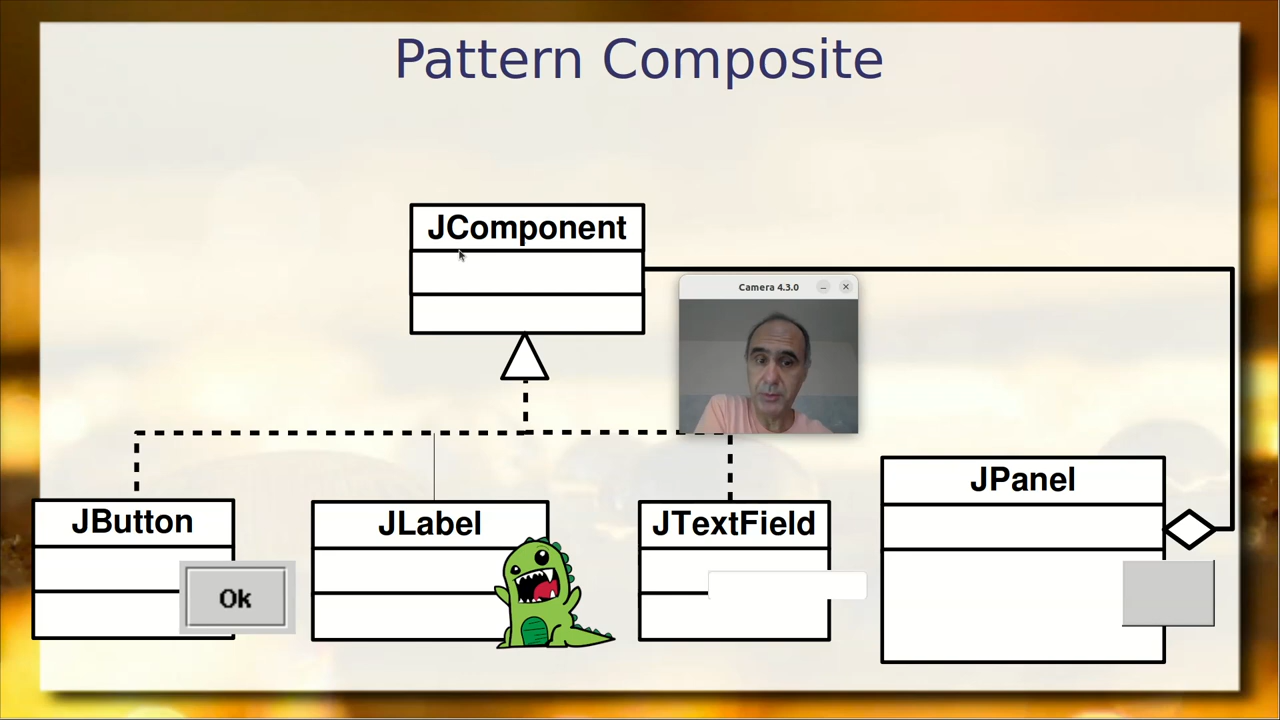 Pattern Composite
JComponent
Camera 4.3.0
JPanel
JButton
JLabel
JTextField
Ok